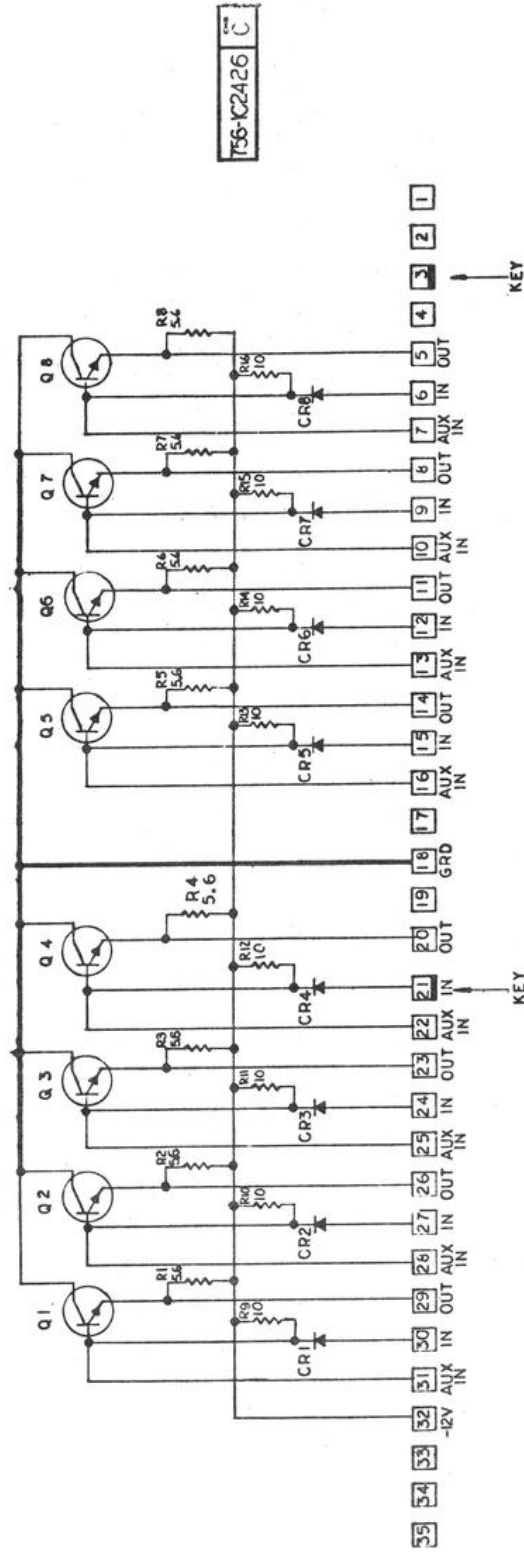 756-1C2426 CHG C
Q1 Q2 Q3 Q4 Q5 Q6 Q7 Q8
R1 5.6
R2 5.6
R3 5.6
R4 5.6
R5 5.6
R6 5.6
R7 5.6
R8 5.6
R9 10
R10 10
R11 10
R12 10
R13 10
R14 10
R15 10
R16 10
CR1 CR2 CR3 CR4 CR5 CR6 CR7 CR8
35 34 33 32 31 30 29 28 27 26 25 24 23 22 21 20 19 18 17 16 15 14 13 12 11 10 9 8 7 6 5 4 3 2 1
-12V AUX IN IN OUT AUX IN IN OUT AUX IN IN OUT AUX IN IN OUT GRD AUX IN IN OUT AUX IN IN OUT AUX IN IN OUT AUX IN IN OUT
KEY KEY